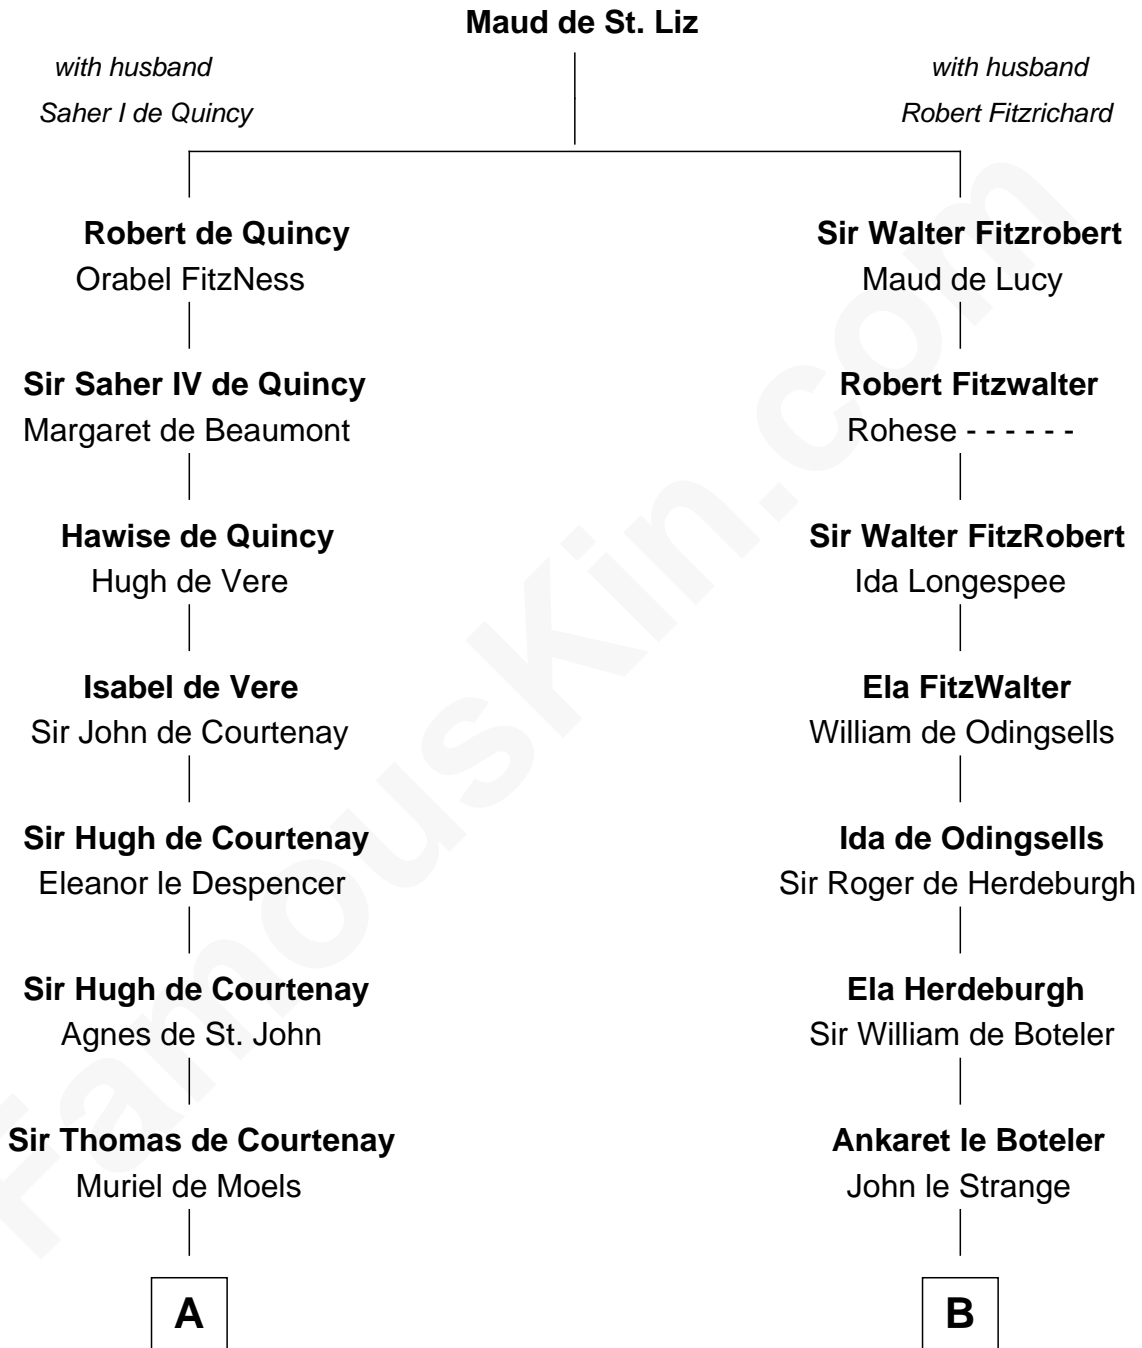 Maud de St. Liz
with husband
Saher I de Quincy
with husband
Robert Fitzrichard
Robert de Quincy
Orabel FitzNess
Sir Walter Fitzrobert
Maud de Lucy
Sir Saher IV de Quincy
Margaret de Beaumont
Robert Fitzwalter
Rohese - - - - - -
Hawise de Quincy
Hugh de Vere
Sir Walter FitzRobert
Ida Longespee
Isabel de Vere
Sir John de Courtenay
Ela FitzWalter
William de Odingsells
Sir Hugh de Courtenay
Eleanor le Despencer
Ida de Odingsells
Sir Roger de Herdeburgh
Sir Hugh de Courtenay
Agnes de St. John
Ela Herdeburgh
Sir William de Boteler
Sir Thomas de Courtenay
Muriel de Moels
Ankaret le Boteler
John le Strange
A
B
FamousKin.com